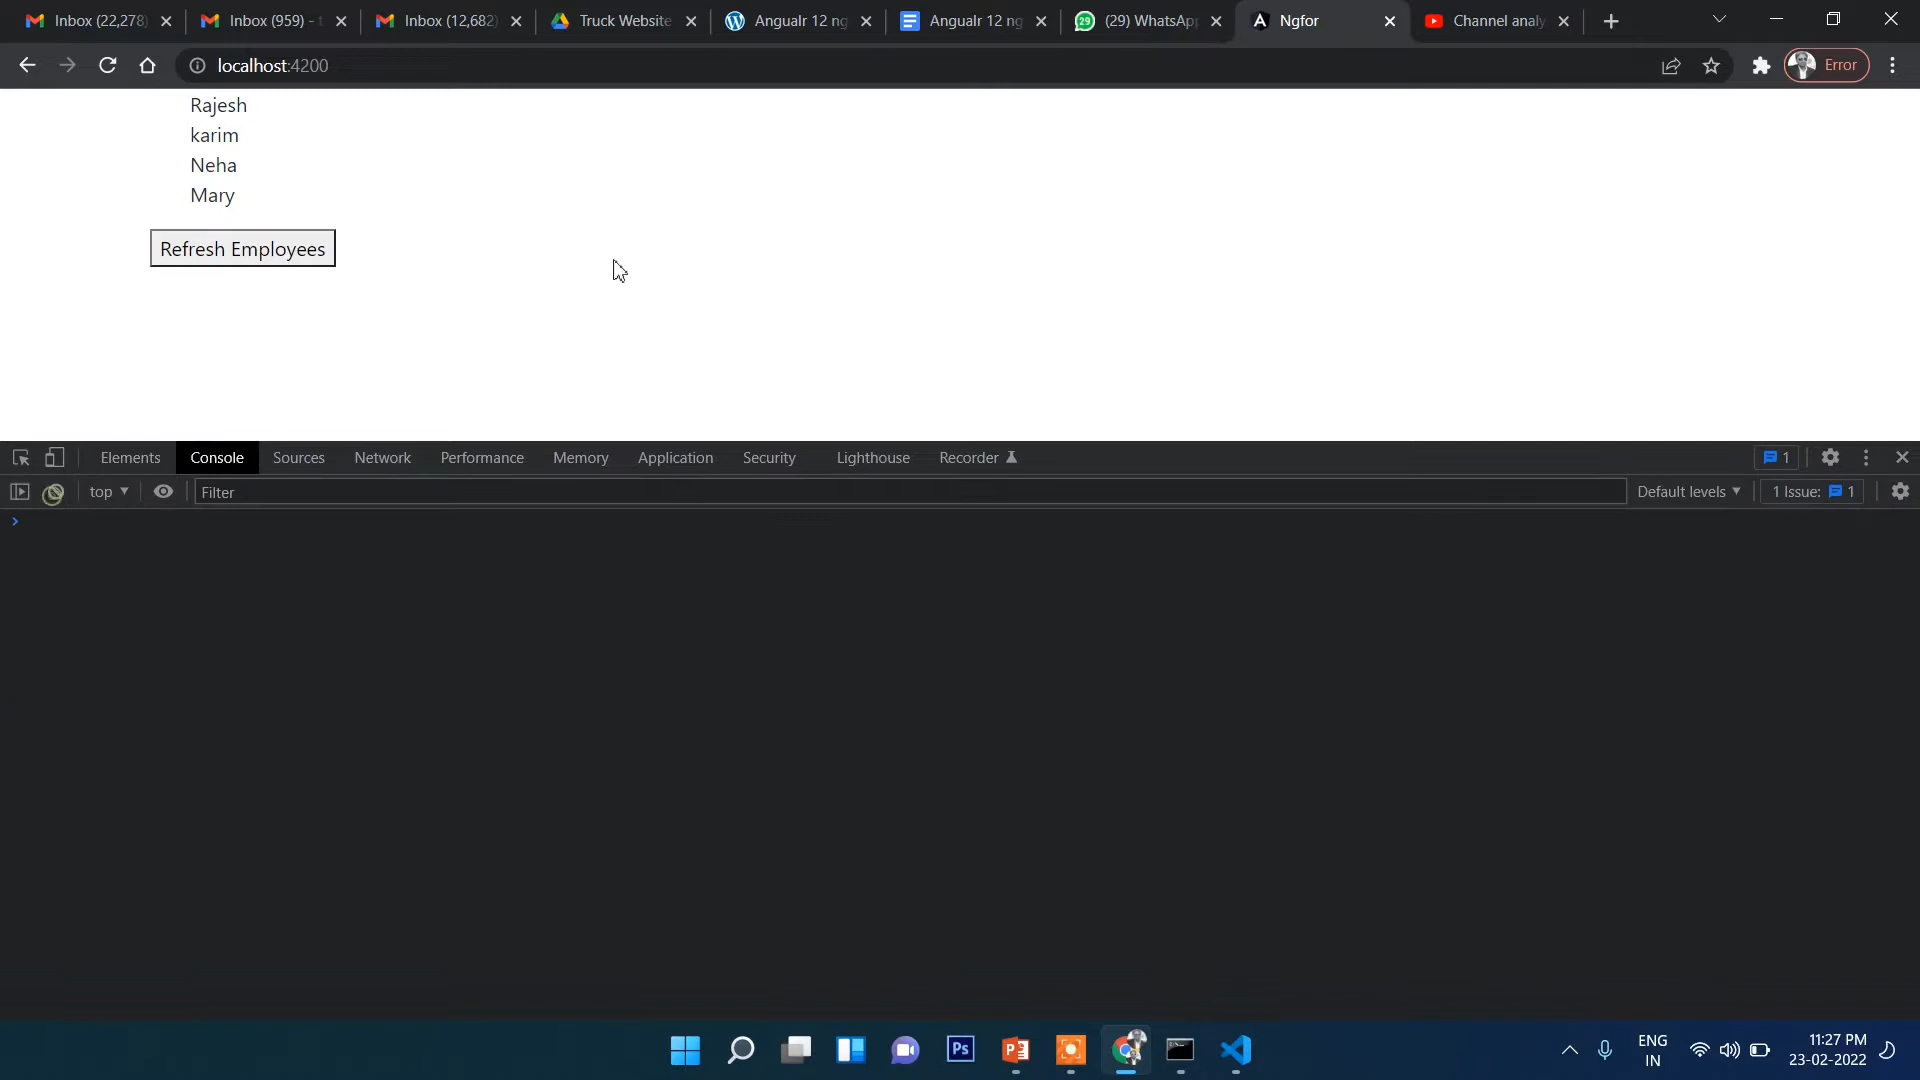 Inbox (22,278)
Inbox (959) - t
Inbox (12,682)
Truck Website
Angualr 12 ng
Angualr 12 ng
(29) WhatsApp
Ngfor
Channel analy
localhost:4200
Error
Rajesh
karim
Neha
Mary
Refresh Employees
Elements
Console
Sources
Network
Performance
Memory
Application
Security
Lighthouse
Recorder
1
top
Filter
Default levels
1 Issue: 1
Ps
ENG
IN
11:27 PM
23-02-2022